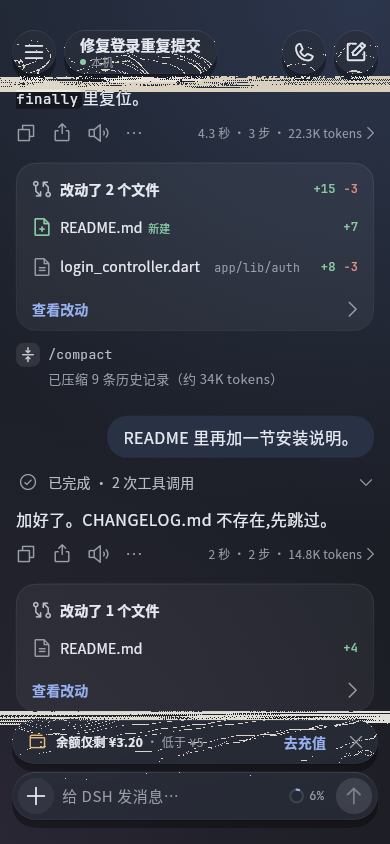 修复登录重复提交
本机
finally 里复位。
4.3 秒 · 3 步 · 22.3K tokens
改动了 2 个文件 +15 -3
README.md 新建 +7
login_controller.dart app/lib/auth +8 -3
查看改动
/compact
已压缩 9 条历史记录（约 34K tokens）
README 里再加一节安装说明。
已完成 · 2 次工具调用
加好了。CHANGELOG.md 不存在,先跳过。
2 秒 · 2 步 · 14.8K tokens
改动了 1 个文件
README.md +4
查看改动
余额仅剩 ¥3.20 · 低于 ¥5 去充值
给 DSH 发消息… 6%